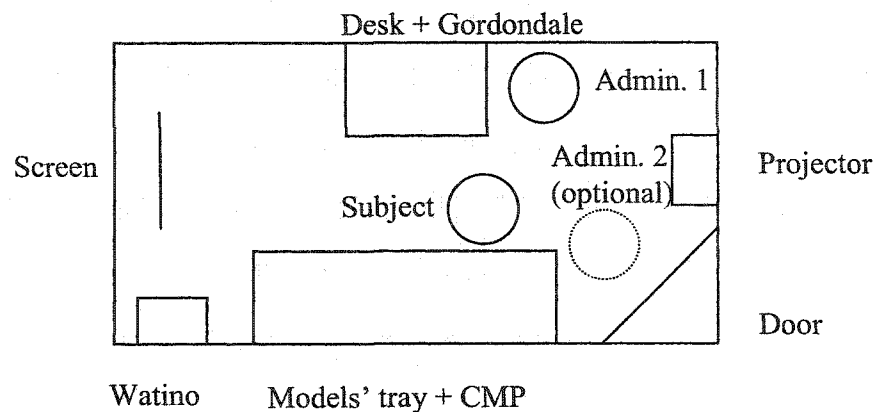 Desk + Gordondale
Admin. 1
Screen
Admin. 2
(optional)
Projector
Subject
Door
Watino
Models' tray + CMP